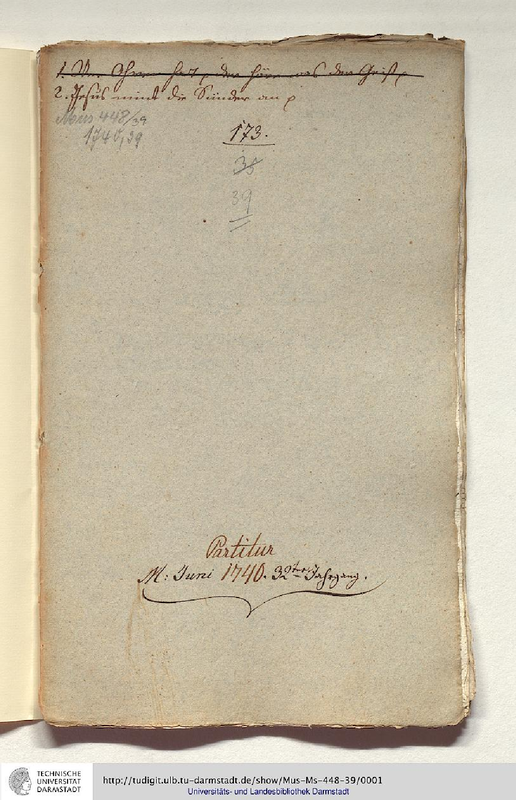 1. Wer Ohren hat, der höre was der Geist
2. Jesus nimt die Sünder an
Mus 448/39
1740, 39
173.
38
39
Partitur
M: Juni 1740. 32ster Jahrgang.
TECHNISCHE
UNIVERSITÄT
DARMSTADT
http://tudigit.ulb.tu-darmstadt.de/show/Mus-Ms-448-39/0001
Universitäts- und Landesbibliothek Darmstadt